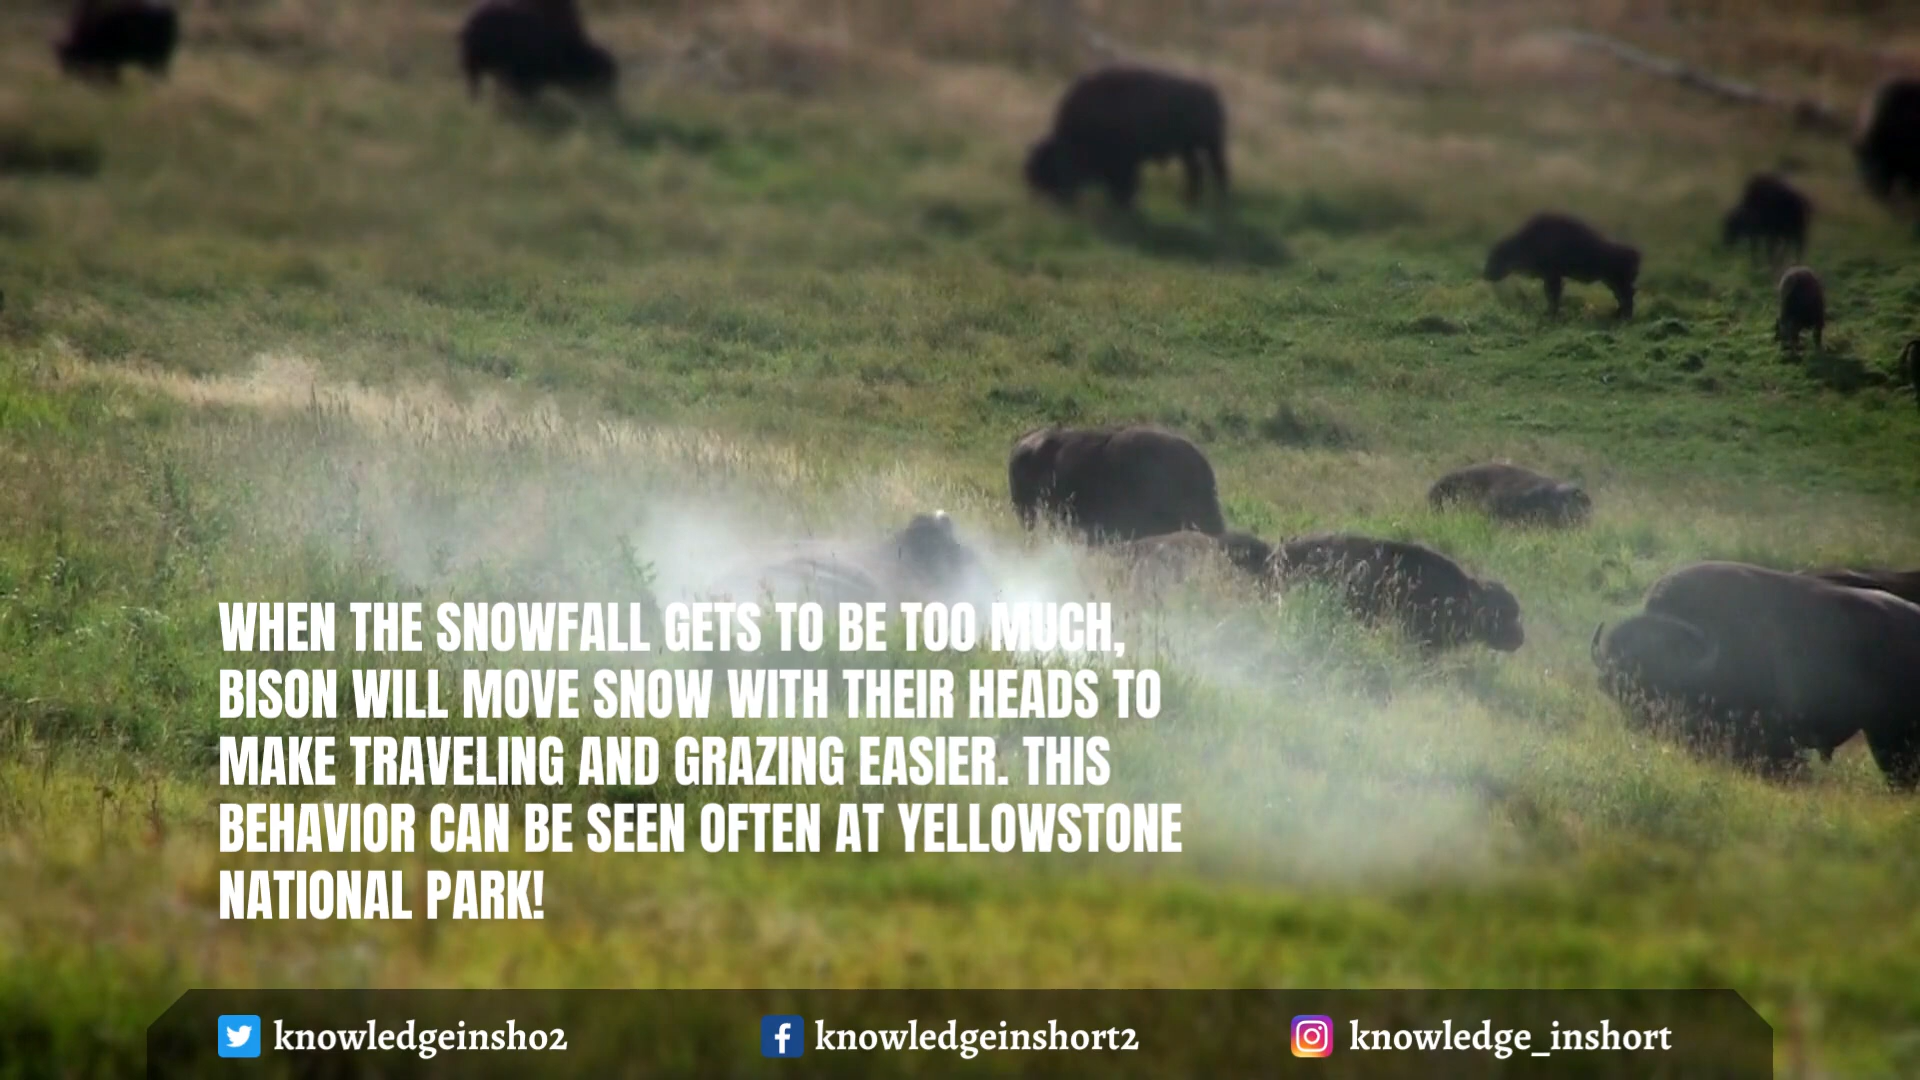 WHEN THE SNOWFALL GETS TO BE TOO MUCH,
BISON WILL MOVE SNOW WITH THEIR HEADS TO
MAKE TRAVELING AND GRAZING EASIER. THIS
BEHAVIOR CAN BE SEEN OFTEN AT YELLOWSTONE
NATIONAL PARK!
knowledgeinsho2 knowledgeinshort2 knowledge_inshort